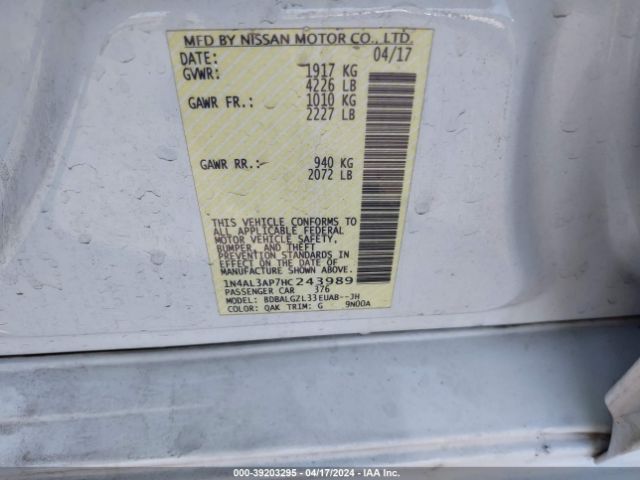 MFD BY NISSAN MOTOR CO., LTD.
DATE: 04/17
GVWR: 1917 KG
4226 LB
GAWR FR.: 1010 KG
2227 LB
GAWR RR.: 940 KG
2072 LB
THIS VEHICLE CONFORMS TO
ALL APPLICABLE FEDERAL
MOTOR VEHICLE SAFETY,
BUMPER, AND THEFT
PREVENTION STANDARDS
IN EFFECT ON THE DATE OF
MANUFACTURE SHOWN ABOVE.
1N4AL3AP7HC243989
PASSENGER CAR 376
MODEL: BDBALGZL33EUA8--JH
COLOR: QAK TRIM: G 9N00A
000-39203295 - 04/17/2024 - IAA Inc.